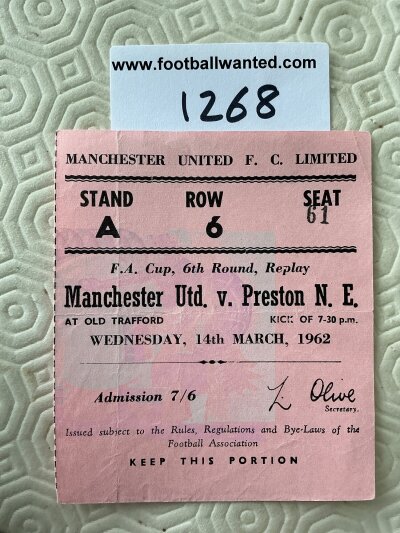 www.footballwanted.com
1268
MANCHESTER UNITED F. C. LIMITED
STAND ROW SEAT
A 6 61
F.A. Cup, 6th Round, Replay
Manchester Utd. v. Preston N. E.
AT OLD TRAFFORD KICK OF 7-30 p.m.
WEDNESDAY, 14th MARCH, 1962
Admission 7/6 L. Olive
Secretary.
Issued subject to the Rules, Regulations and Bye-Laws of the
Football Association
KEEP THIS PORTION